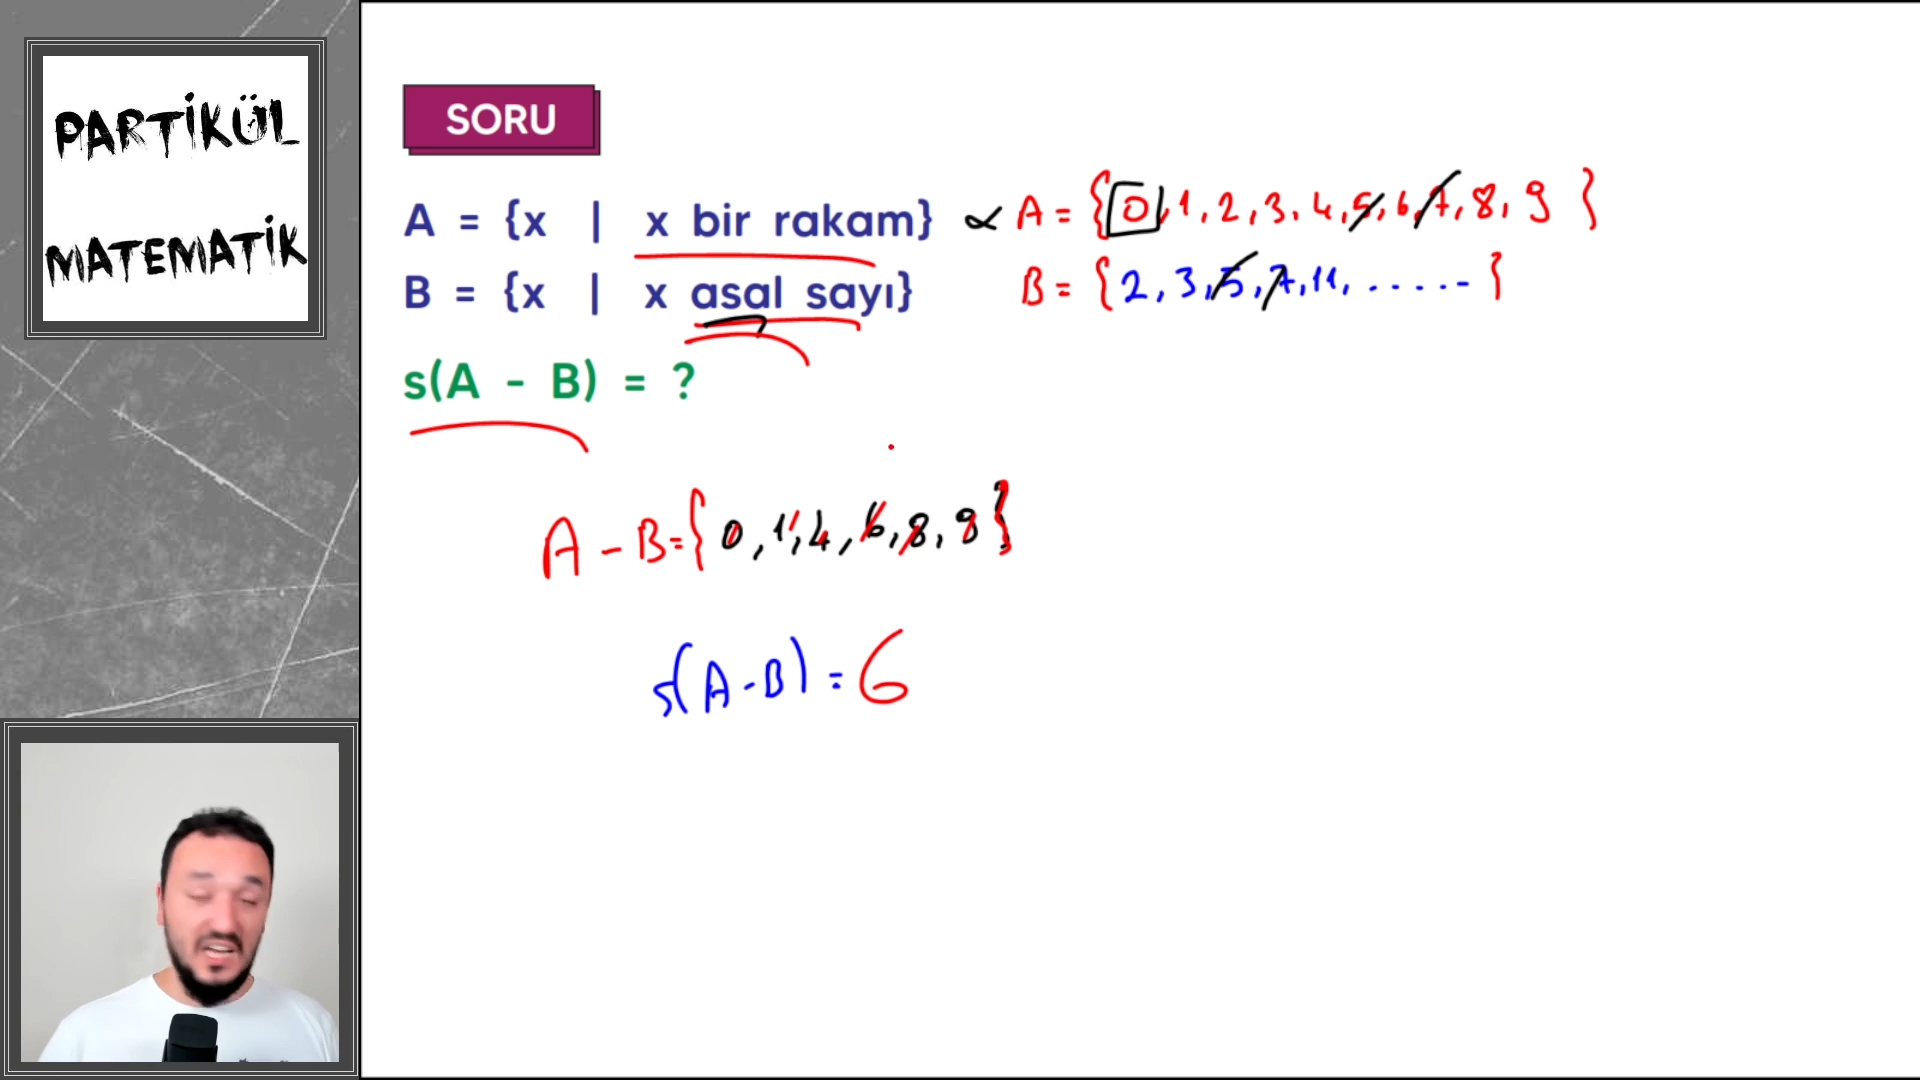 PARTİKÜL
MATEMATİK
SORU
A = {x | x bir rakam}
A = {0, 1, 2, 3, 4, 5, 6, 7, 8, 9 }
B = {x | x asal sayı}
B = {2, 3, 5, 7, 11, ...... }
s(A - B) = ?
A - B = {0, 1, 4, 6, 8, 9}
s(A - B) = 6